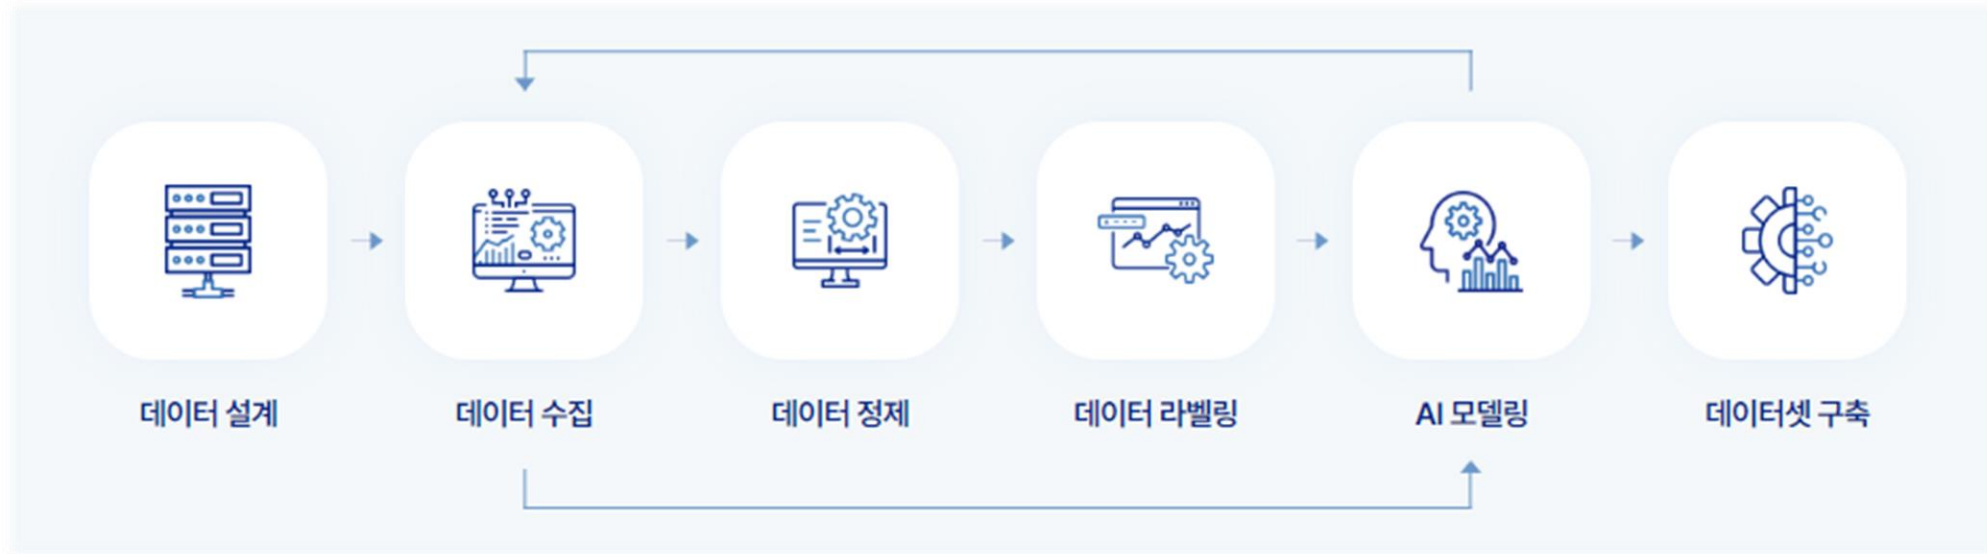 데이터 설계
데이터 수집
데이터 정제
데이터 라벨링
AI 모델링
데이터셋 구축